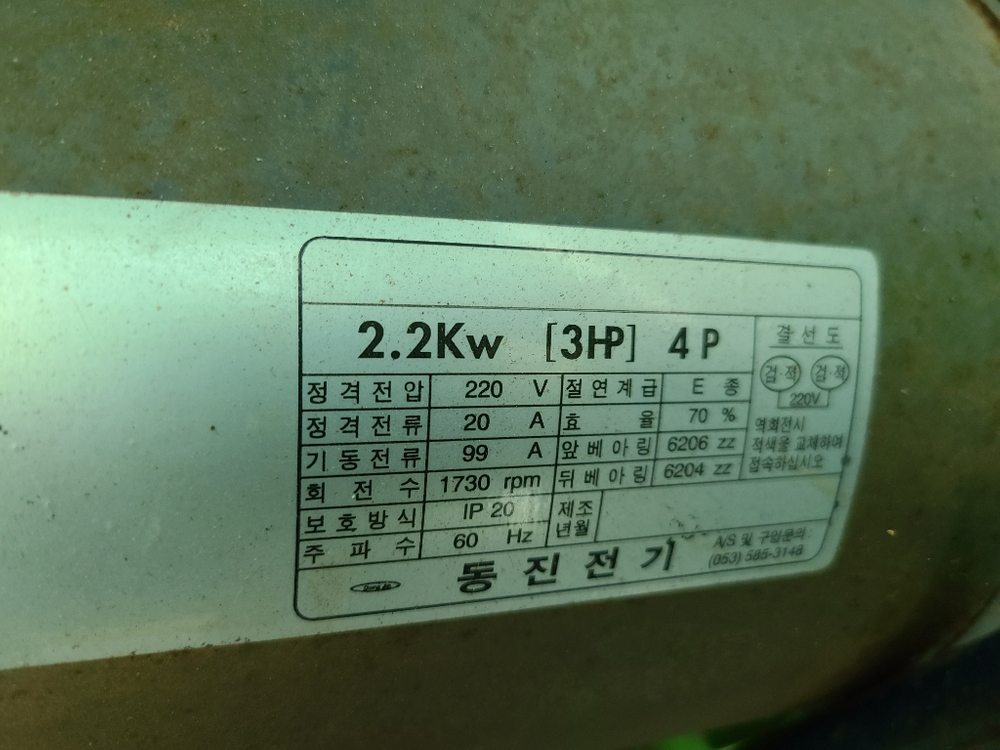 2.2Kw [3HP] 4P
정격전압 220 V 절연계급 E 종
정격전류 20 A 효 율 70 %
기동전류 99 A 앞베아링 6206 zz
회 전 수 1730 rpm 뒤베아링 6204 zz
보호방식 IP 20 제조년월
주 파 수 60 Hz
결 선 도
검·적 검·적
220V
역회전시
적색을 교체하여
접속하십시오
동 진 전 기
A/S 및 구입문의:
(053) 585-3148